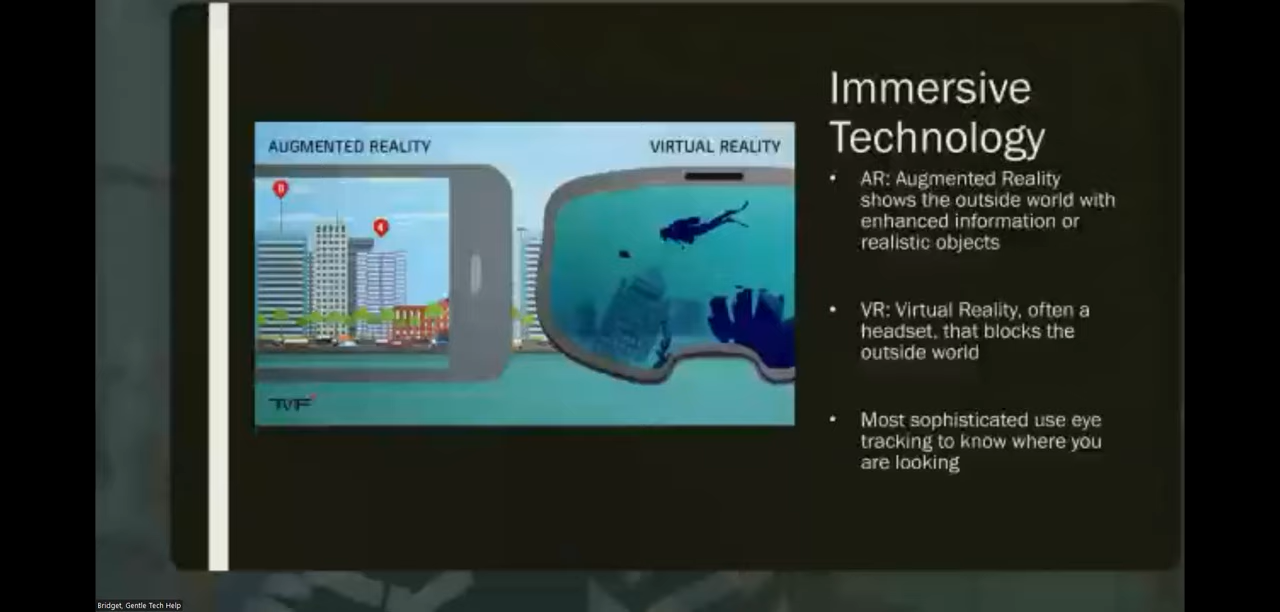 Immersive
Technology
AUGMENTED REALITY
VIRTUAL REALITY
• AR: Augmented Reality
shows the outside world with
enhanced information or
realistic objects
• VR: Virtual Reality, often a
headset, that blocks the
outside world
• Most sophisticated use eye
tracking to know where you
are looking
Bridget, Gentle Tech Help